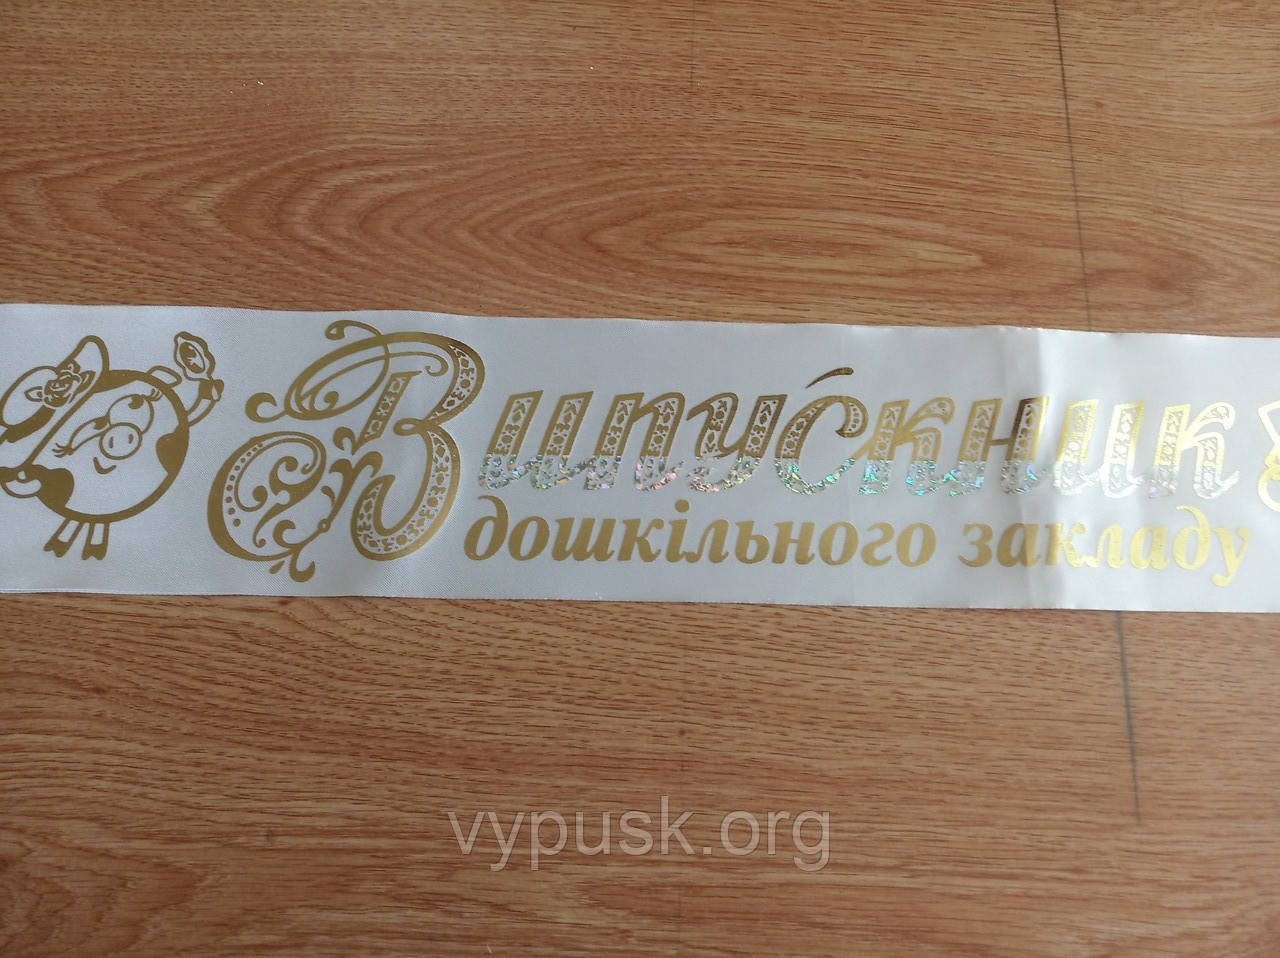 Випускник
дошкільного закладу
vypusk.org